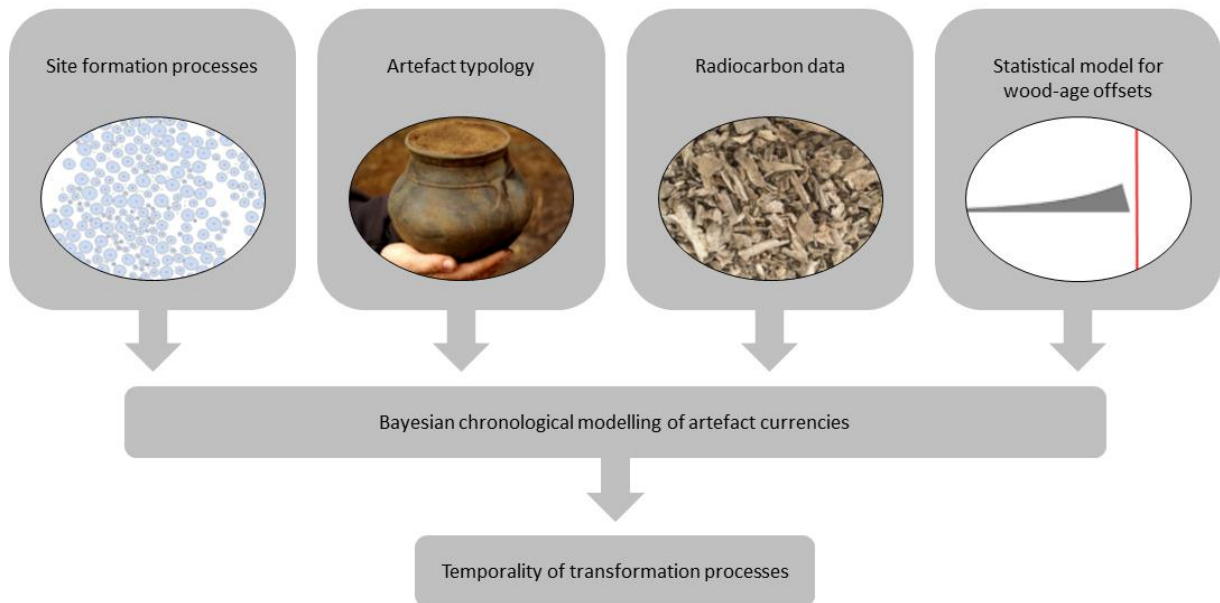 Site formation processes
Artefact typology
Radiocarbon data
Statistical model for
wood-age offsets
Bayesian chronological modelling of artefact currencies
Temporality of transformation processes